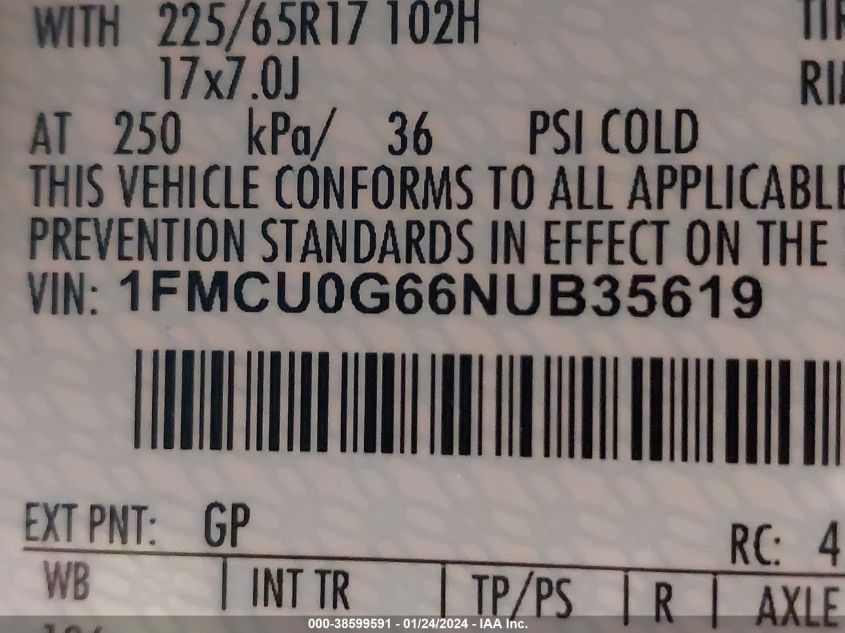 WITH 225/65R17 102H
17x7.0J
AT 250 kPa/ 36 PSI COLD
THIS VEHICLE CONFORMS TO ALL APPLICABLE
PREVENTION STANDARDS IN EFFECT ON THE
VIN: 1FMCU0G66NUB35619
EXT PNT: GP RC: 4
WB INT TR TP/PS R AXLE
000-38599591 - 01/24/2024 - IAA Inc.